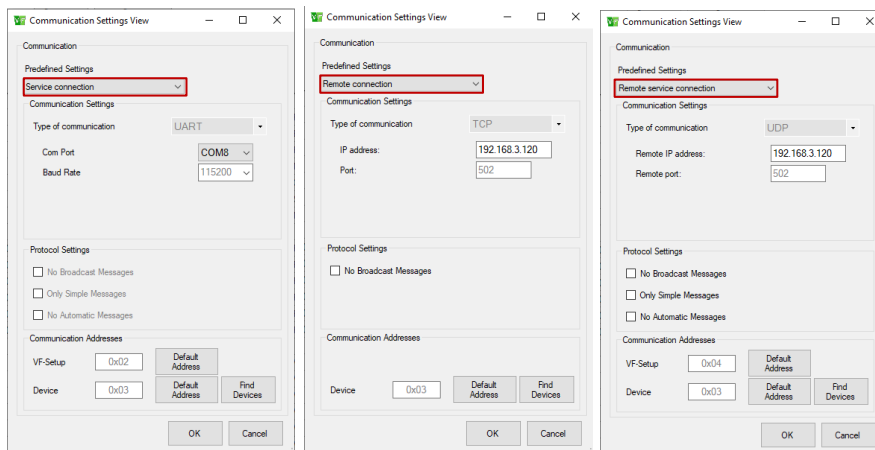 Communication Settings View
Communication
Predefined Settings
Service connection
Communication Settings
Type of communication UART
Com Port COM8
Baud Rate 115200
Protocol Settings
No Broadcast Messages
Only Simple Messages
No Automatic Messages
Communication Addresses
VF-Setup 0x02 Default Address
Device 0x03 Default Address Find Devices
OK Cancel
Communication Settings View
Communication
Predefined Settings
Remote connection
Communication Settings
Type of communication TCP
IP address: 192.168.3.120
Port: 502
Protocol Settings
No Broadcast Messages
Communication Addresses
Device 0x03 Default Address Find Devices
OK Cancel
Communication Settings View
Communication
Predefined Settings
Remote service connection
Communication Settings
Type of communication UDP
Remote IP address: 192.168.3.120
Remote port: 502
Protocol Settings
No Broadcast Messages
Only Simple Messages
No Automatic Messages
Communication Addresses
VF-Setup 0x04 Default Address
Device 0x03 Default Address Find Devices
OK Cancel